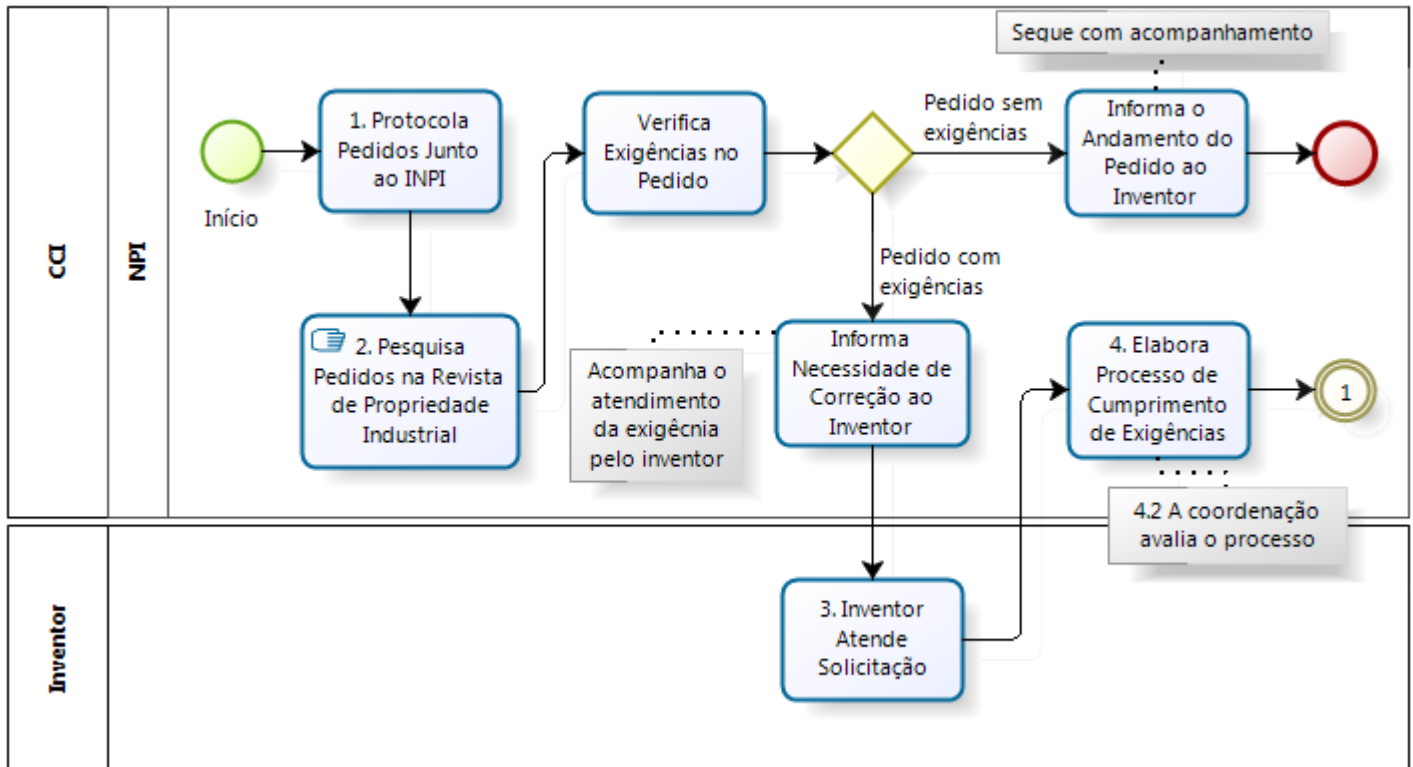 CCI
NPI
Início
1. Protocola
Pedidos Junto
ao INPI
2. Pesquisa
Pedidos na Revista
de Propriedade
Industrial
Verifica
Exigências no
Pedido
Pedido sem
exigências
Segue com acompanhamento
Informa o
Andamento do
Pedido ao
Inventor
Pedido com
exigências
Informa
Necessidade de
Correção ao
Inventor
Acompanha o
atendimento
da exigêcnia
pelo inventor
Inventor
3. Inventor
Atende
Solicitação
4. Elabora
Processo de
Cumprimento
de Exigências
1
4.2 A coordenação
avalia o processo